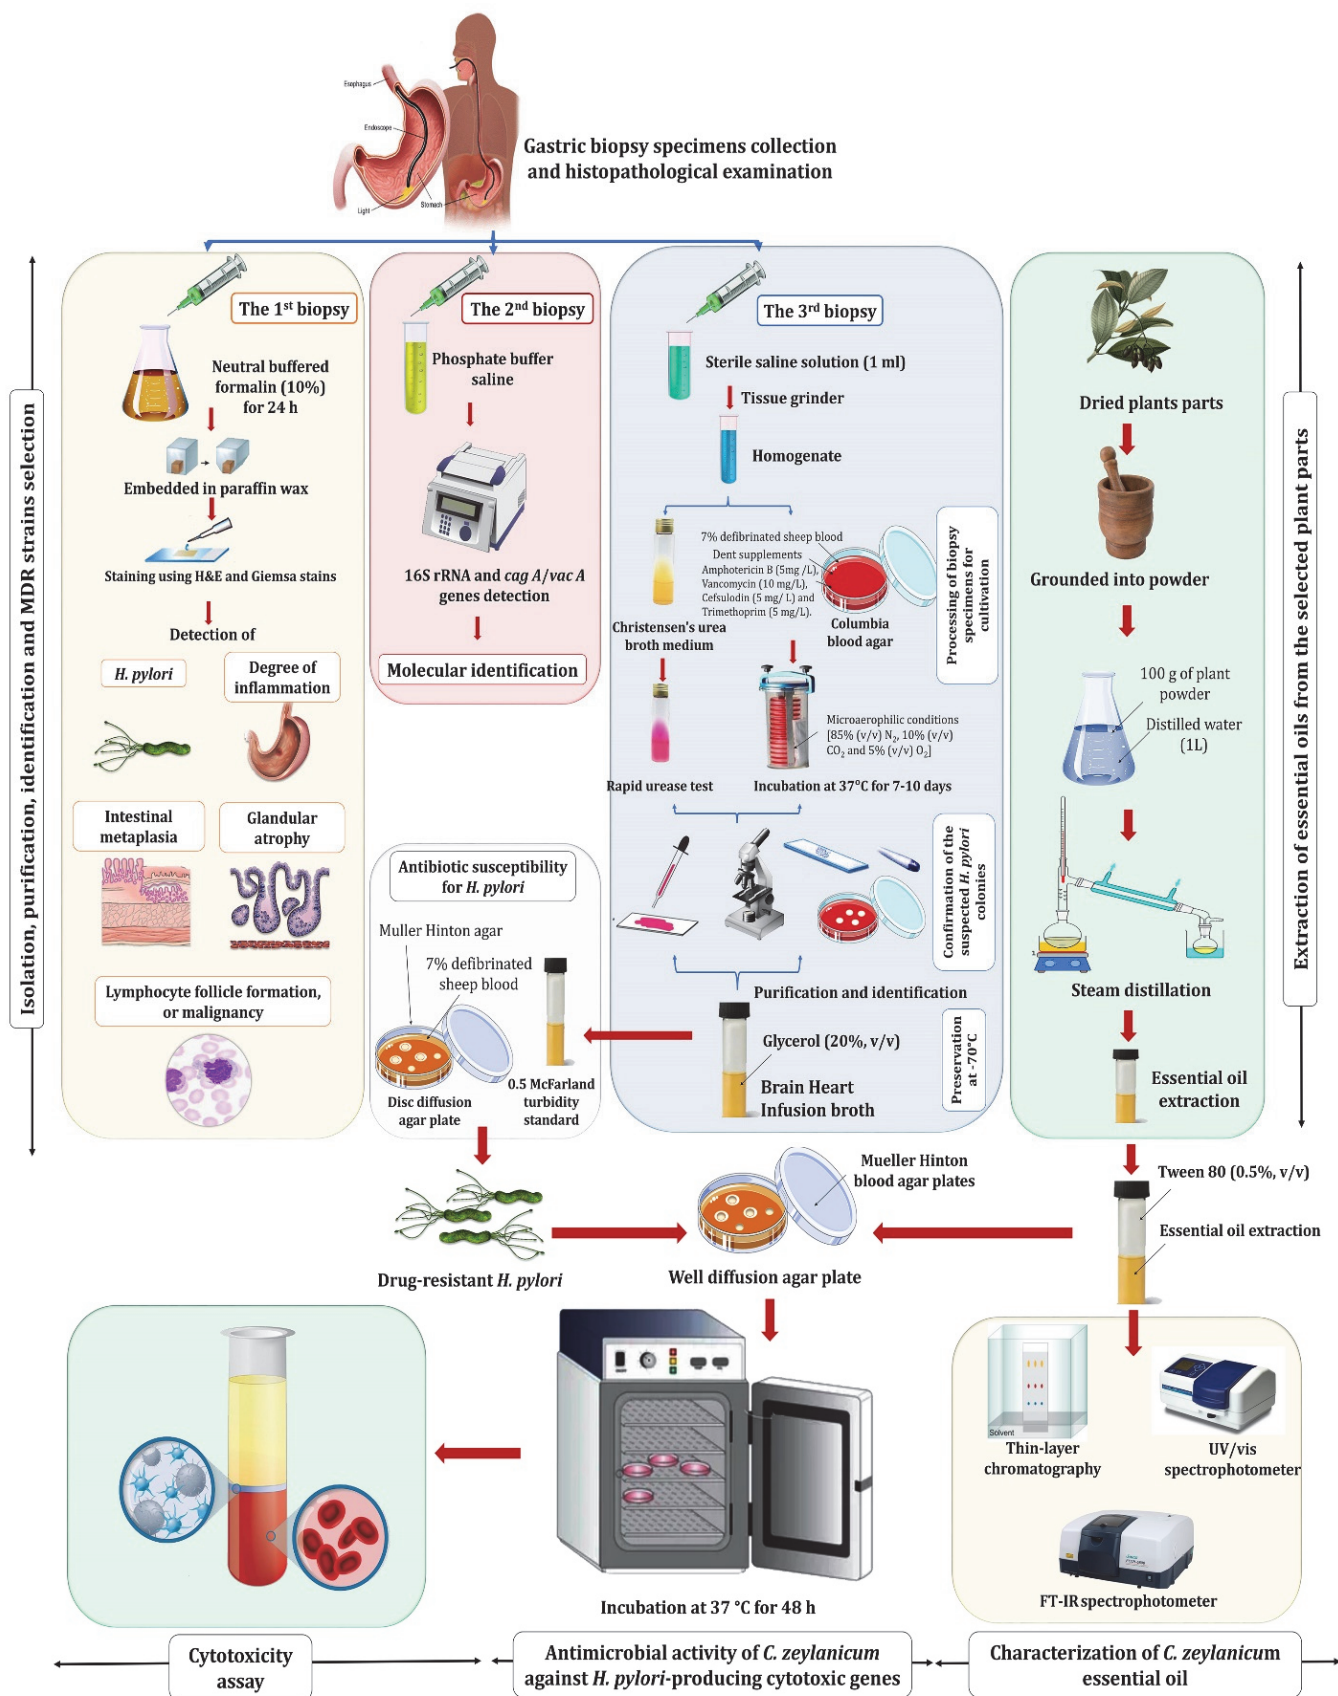 Esophagus
Endoscope
Light
Stomach
Gastric biopsy specimens collection
and histopathological examination
Isolation, purification, identification and MDR strains selection
The 1st biopsy
Neutral buffered
formalin (10%)
for 24 h
Embedded in paraffin wax
Staining using H&E and Giemsa stains
Detection of
H. pylori
Degree of
inflammation
Intestinal
metaplasia
Glandular
atrophy
Lymphocyte follicle formation,
or malignancy
The 2nd biopsy
Phosphate buffer
saline
16S rRNA and cag A/vac A
genes detection
Molecular identification
Antibiotic susceptibility
for H. pylori
Muller Hinton agar
7% defibrinated
sheep blood
Disc diffusion
agar plate
0.5 McFarland
turbidity
standard
The 3rd biopsy
Sterile saline solution (1 ml)
Tissue grinder
Homogenate
7% defibrinated sheep blood
Dent supplements
Amphotericin B (5mg /L),
Vancomycin (10 mg/L),
Cefsulodin (5 mg/ L) and
Trimethoprim (5 mg/L).
Columbia
blood agar
Christensen's urea
broth medium
Microaerophilic conditions
[85% (v/v) N2, 10% (v/v)
CO2 and 5% (v/v) O2]
Rapid urease test
Incubation at 37°C for 7-10 days
Processing of biopsy
specimens for
cultivation
Confirmation of the
suspected H. pylori
colonies
Purification and identification
Glycerol (20%, v/v)
Brain Heart
Infusion broth
Preservation
at -70°C
Dried plants parts
Grounded into powder
100 g of plant
powder
Distilled water
(1L)
Steam distillation
Essential oil
extraction
Extraction of essential oils from the selected plant parts
Drug-resistant H. pylori
Mueller Hinton
blood agar plates
Well diffusion agar plate
Tween 80 (0.5%, v/v)
Essential oil extraction
Solvent
Thin-layer
chromatography
UV/vis
spectrophotometer
FT-IR spectrophotometer
Incubation at 37 °C for 48 h
Cytotoxicity
assay
Antimicrobial activity of C. zeylanicum
against H. pylori-producing cytotoxic genes
Characterization of C. zeylanicum
essential oil